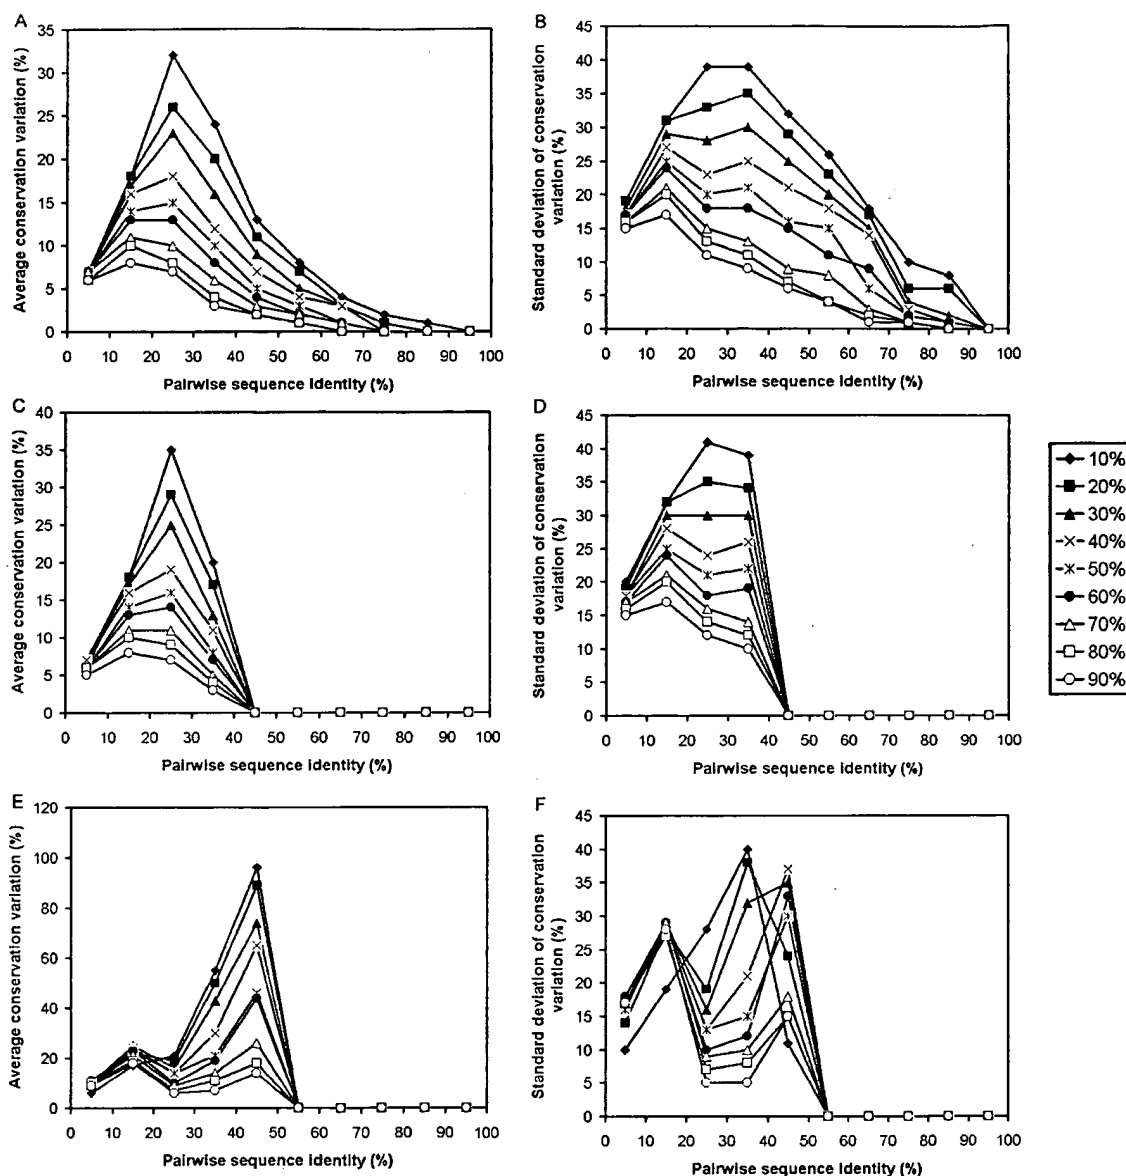 A
Average conservation variation (%)
35
30
25
20
15
10
5
0
0 10 20 30 40 50 60 70 80 90 100
Pairwise sequence identity (%)
B
Standard deviation of conservation
variation (%)
45
40
35
30
25
20
15
10
5
0
0 10 20 30 40 50 60 70 80 90 100
Pairwise sequence identity (%)
C
Average conservation variation (%)
40
35
30
25
20
15
10
5
0
0 10 20 30 40 50 60 70 80 90 100
Pairwise sequence identity (%)
D
Standard deviation of conservation
variation (%)
45
40
35
30
25
20
15
10
5
0
0 10 20 30 40 50 60 70 80 90 100
Pairwise sequence identity (%)
10%
20%
30%
40%
50%
60%
70%
80%
90%
E
Average conservation variation (%)
120
100
80
60
40
20
0
0 10 20 30 40 50 60 70 80 90 100
Pairwise sequence identity (%)
F
Standard deviation of conservation
variation (%)
45
40
35
30
25
20
15
10
5
0
0 10 20 30 40 50 60 70 80 90 100
Pairwise sequence identity (%)